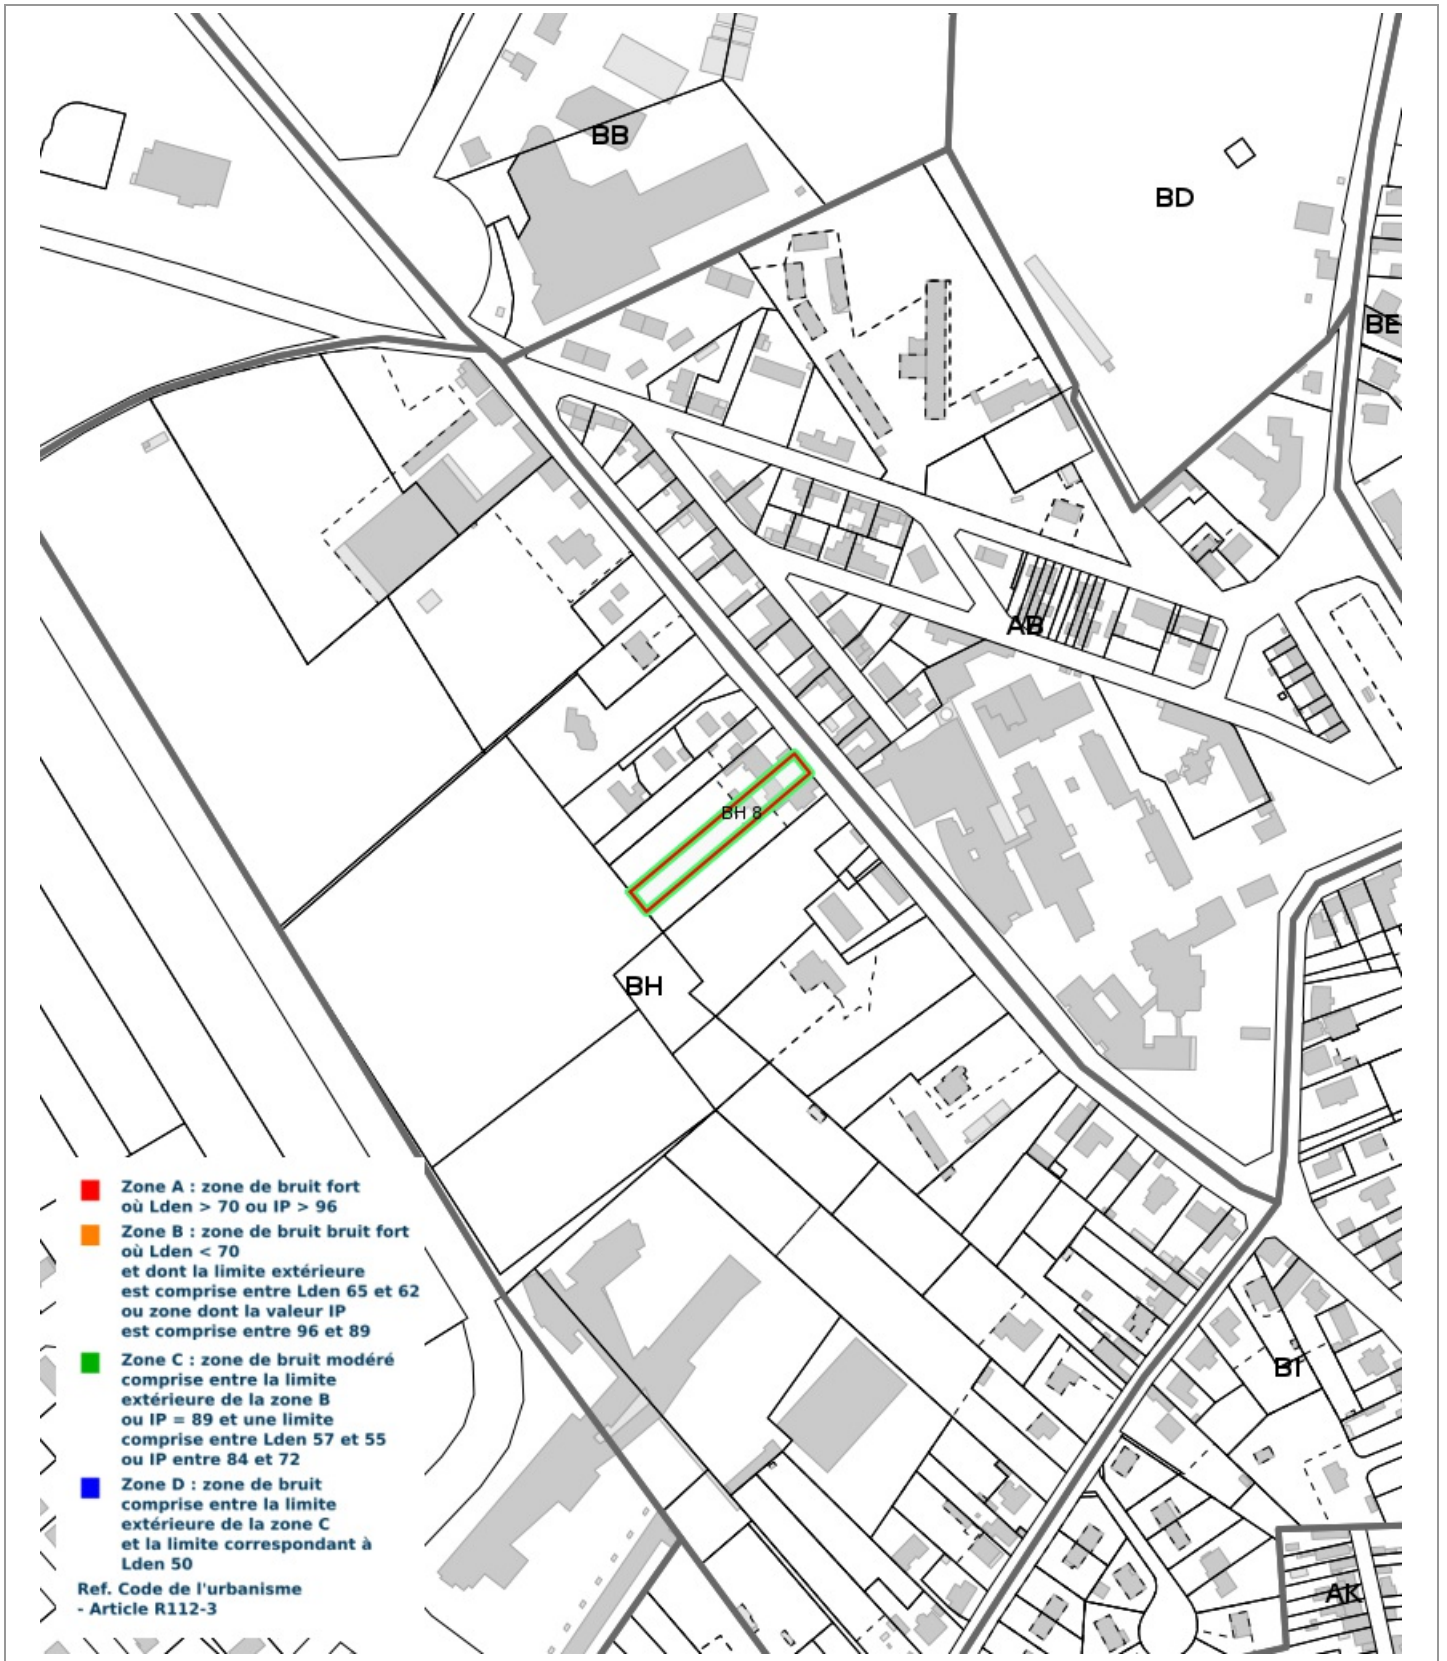 BB
BD
BE
AB
BH 8
BH
Zone A : zone de bruit fort
où Lden > 70 ou IP > 96
Zone B : zone de bruit bruit fort
où Lden < 70
et dont la limite extérieure
est comprise entre Lden 65 et 62
ou zone dont la valeur IP
est comprise entre 96 et 89
Zone C : zone de bruit modéré
comprise entre la limite
extérieure de la zone B
ou IP = 89 et une limite
comprise entre Lden 57 et 55
ou IP entre 84 et 72
Zone D : zone de bruit
comprise entre la limite
extérieure de la zone C
et la limite correspondant à
Lden 50
Ref. Code de l'urbanisme
- Article R112-3
BI
AK